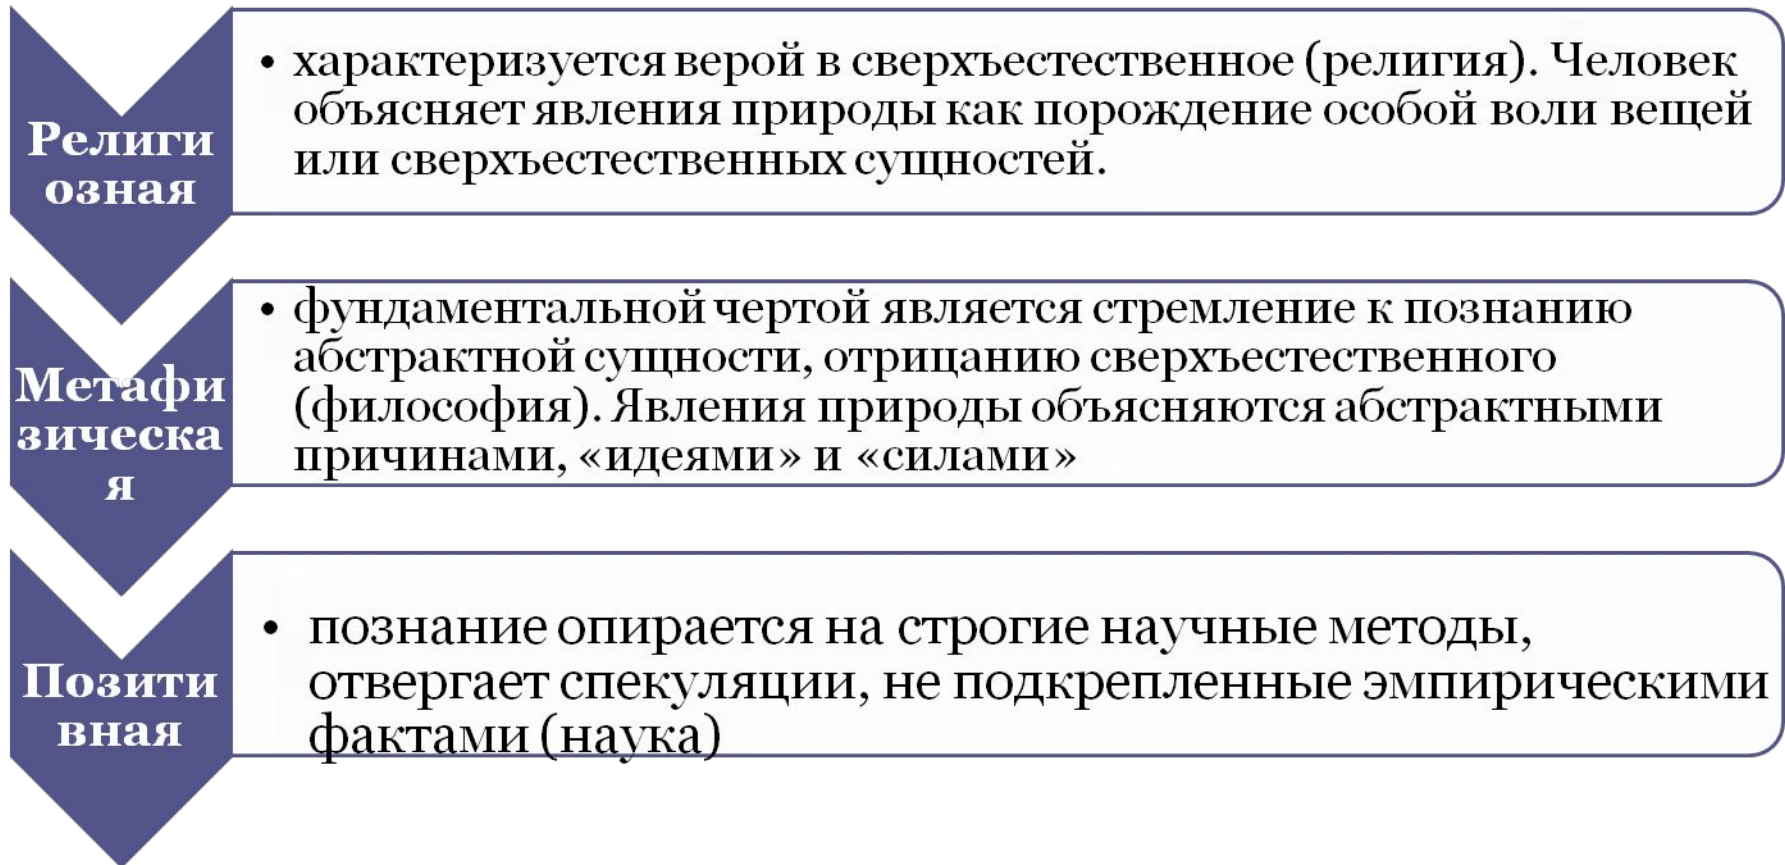 Религи
озная
• характеризуется верой в сверхъестественное (религия). Человек
объясняет явления природы как порождение особой воли вещей
или сверхъестественных сущностей.
Метафи
зическа
я
• фундаментальной чертой является стремление к познанию
абстрактной сущности, отрицанию сверхъестественного
(философия). Явления природы объясняются абстрактными
причинами, «идеями» и «силами»
Позити
вная
• познание опирается на строгие научные методы,
отвергает спекуляции, не подкрепленные эмпирическими
фактами (наука)